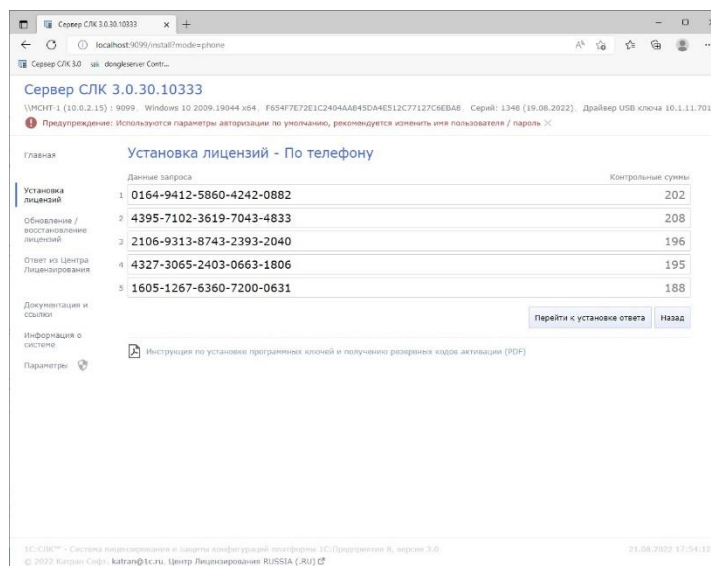 Сервер СЛК 3.0.30.10333
localhost:9099/install?mode=phone
Сервер СЛК 3.0 dongleserver Contr...
Сервер СЛК 3.0.30.10333
\\МСНТ-1 (10.0.2.15) : 9099, Windows 10 2009.19044 x64, F654F7E72E1C2404AA845DA4E512C77127C6EBA8, Серий: 1348 (19.08.2022), Драйвер USB ключа 10.1.11.701
Предупреждение: Используются параметры авторизации по умолчанию, рекомендуется изменить имя пользователя / пароль
Главная
Установка лицензий
Обновление / восстановление лицензий
Ответ из Центра Лицензирования
Документация и ссылки
Информация о системе
Параметры
Установка лицензий - По телефону
Данные запроса Контрольные суммы
1 0164-9412-5860-4242-0882 202
2 4395-7102-3619-7043-4833 208
3 2106-9313-8743-2393-2040 196
4 4327-3065-2403-0663-1806 195
5 1605-1267-6360-7200-0631 188
Перейти к установке ответа Назад
Инструкция по установке программных ключей и получению резервных кодов активации (PDF)
1С:СЛК™ - Система лицензирования и защиты конфигураций платформы 1С:Предприятия 8, версия 3.0 21.08.2022 17:54:12
© 2022 Катран Софт, katran@1c.ru, Центр Лицензирования RUSSIA (.RU)